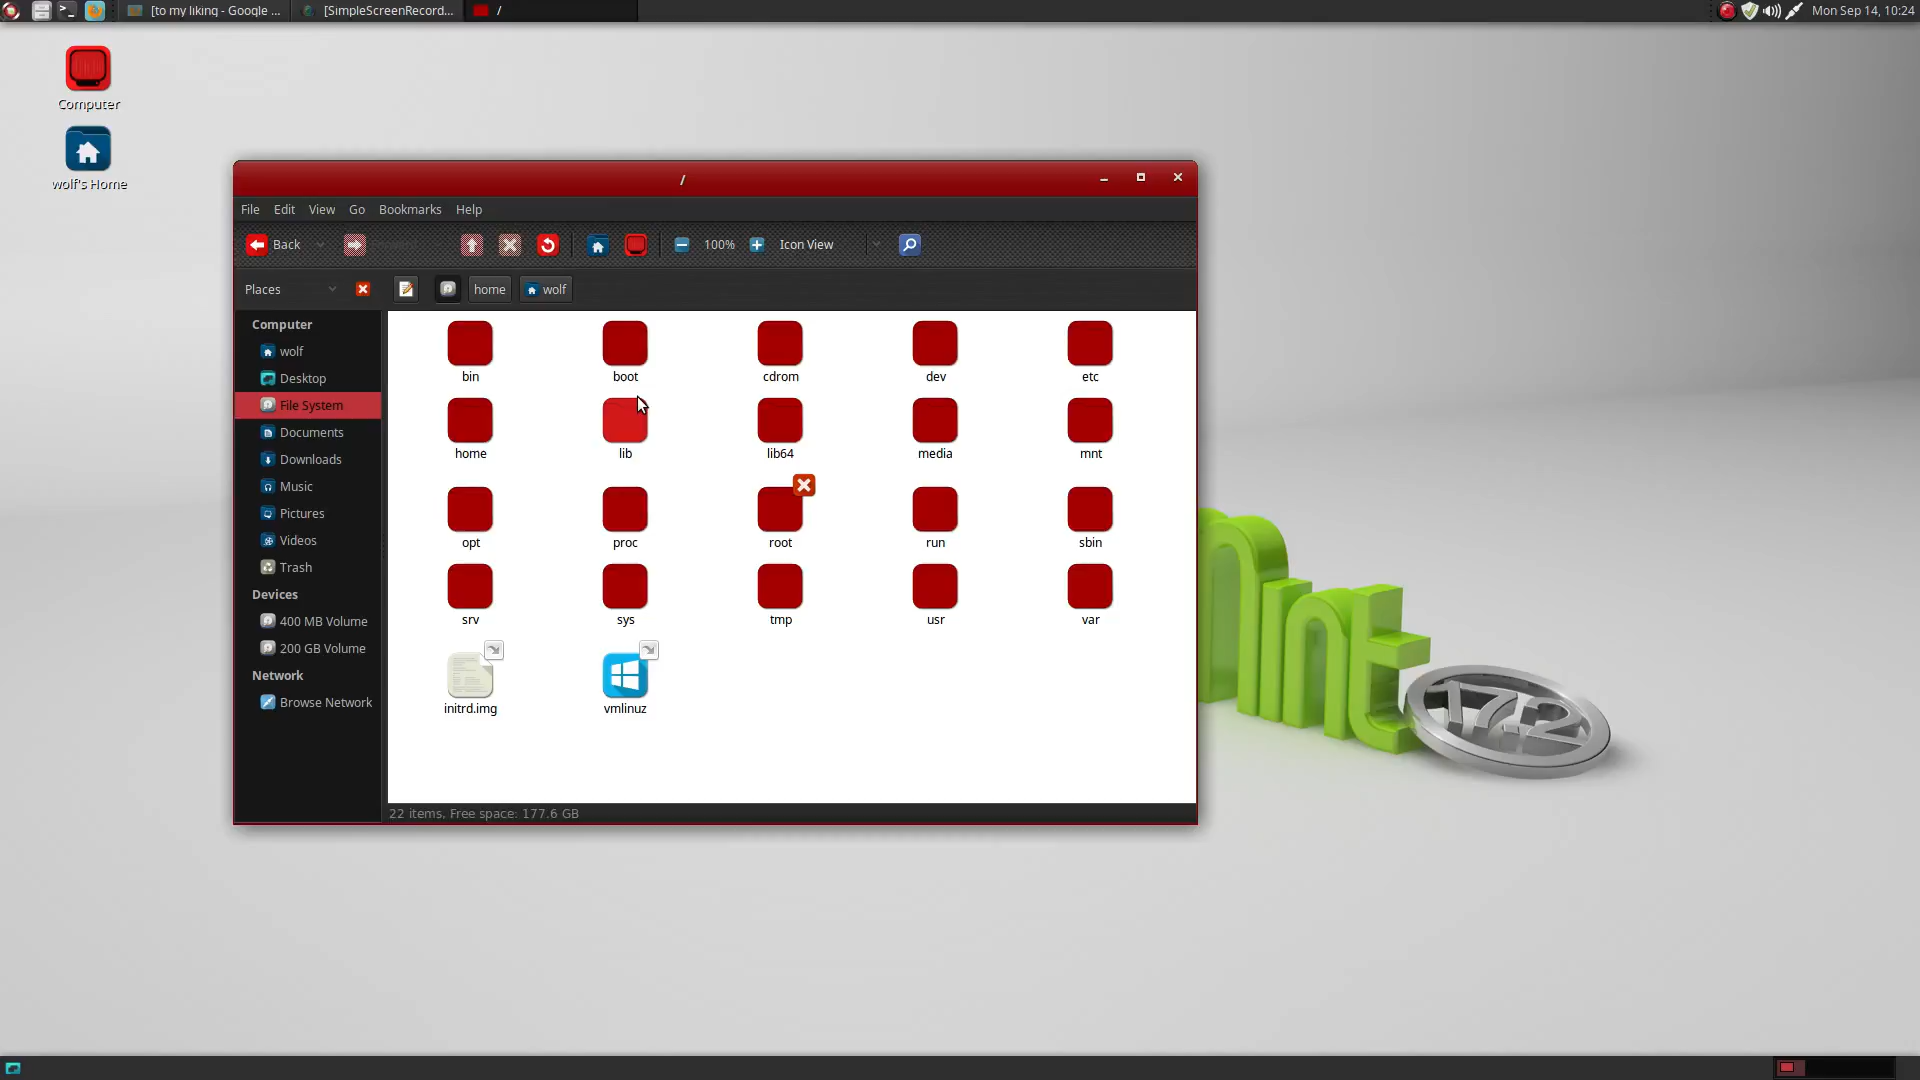 [to my liking - Google ...
[SimpleScreenRecord...
/
Mon Sep 14, 10:24
Computer
wolf's Home
/
File Edit View Go Bookmarks Help
Back
100%
Icon View
Places
home
wolf
Computer
wolf
Desktop
File System
Documents
Downloads
Music
Pictures
Videos
Trash
Devices
400 MB Volume
200 GB Volume
Network
Browse Network
bin boot cdrom dev etc
home lib lib64 media mnt
opt proc root run sbin
srv sys tmp usr var
initrd.img vmlinuz
22 items, Free space: 177.6 GB
mint
17.2